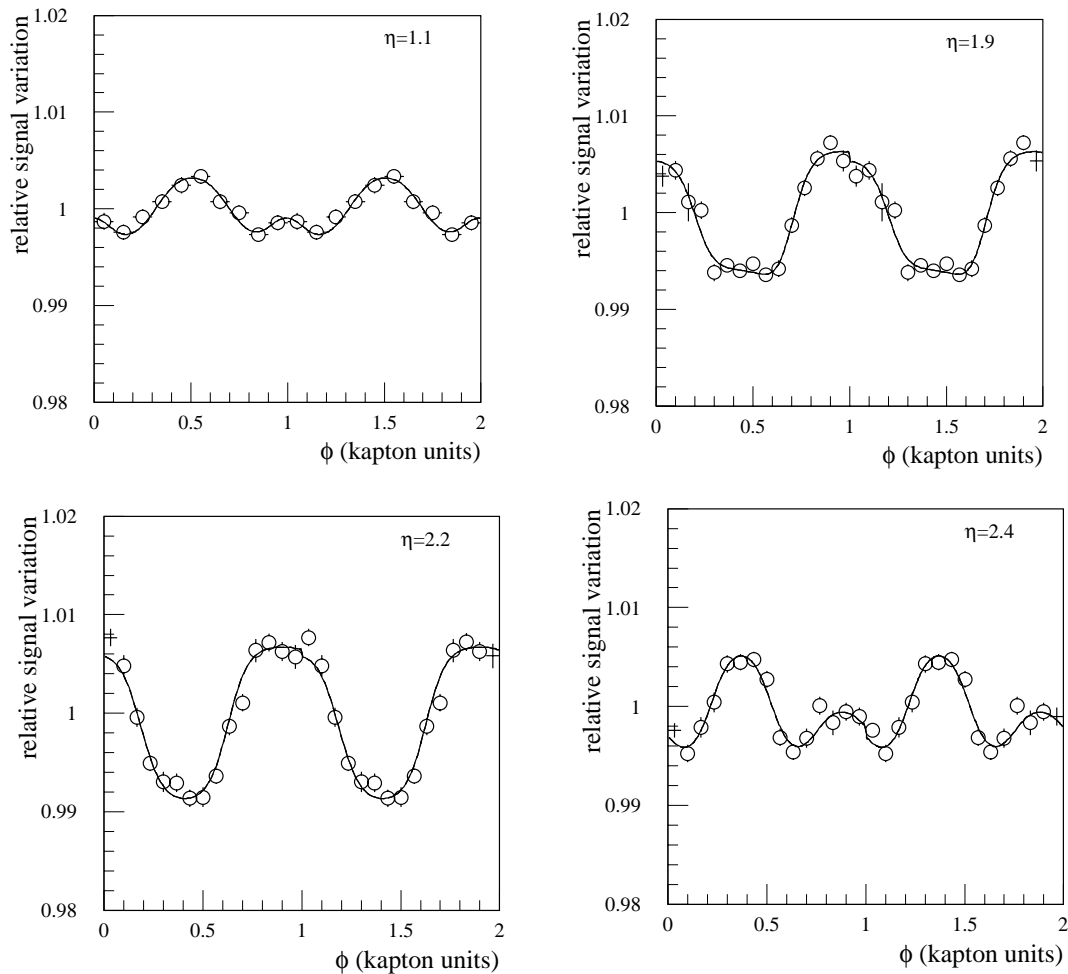 relative signal variation
η=1.1
1.02
1.01
1
0.99
0.98
0 0.5 1 1.5 2
ϕ (kapton units)
relative signal variation
η=1.9
1.02
1.01
1
0.99
0.98
0 0.5 1 1.5 2
ϕ (kapton units)
relative signal variation
η=2.2
1.02
1.01
1
0.99
0.98
0 0.5 1 1.5 2
ϕ (kapton units)
relative signal variation
η=2.4
1.02
1.01
1
0.99
0.98
0 0.5 1 1.5 2
ϕ (kapton units)